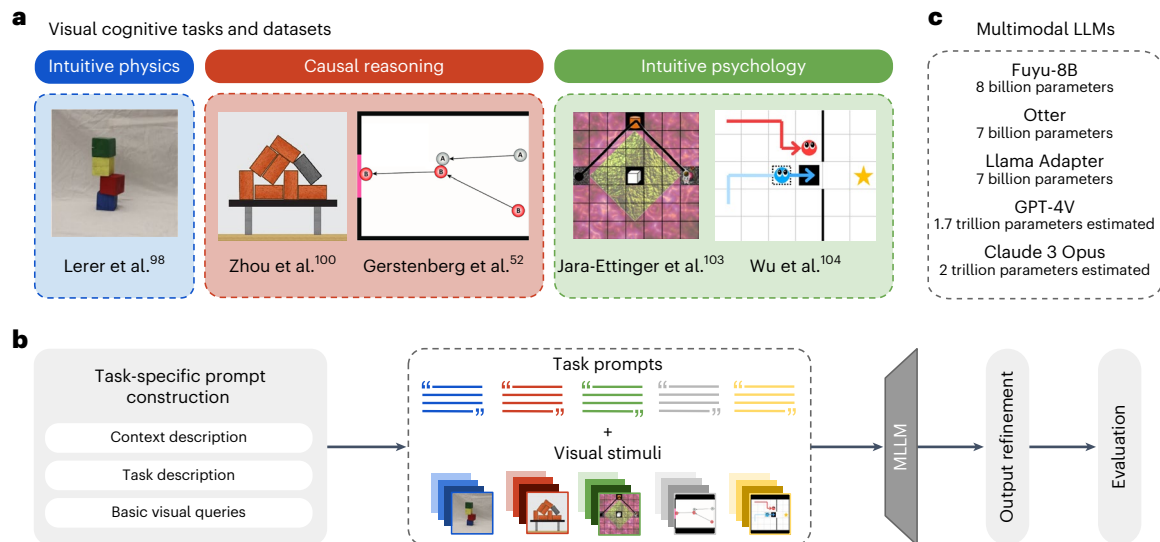 a
Visual cognitive tasks and datasets
Intuitive physics
Causal reasoning
Intuitive psychology
A
A
B
B
B
Lerer et al.98
Zhou et al.100
Gerstenberg et al.52
Jara-Ettinger et al.103
Wu et al.104
c
Multimodal LLMs
Fuyu-8B
8 billion parameters
Otter
7 billion parameters
Llama Adapter
7 billion parameters
GPT-4V
1.7 trillion parameters estimated
Claude 3 Opus
2 trillion parameters estimated
b
Task-specific prompt
construction
Context description
Task description
Basic visual queries
Task prompts
“ ”
“ ”
“ ”
“ ”
“ ”
+
Visual stimuli
MLLM
Output refinement
Evaluation